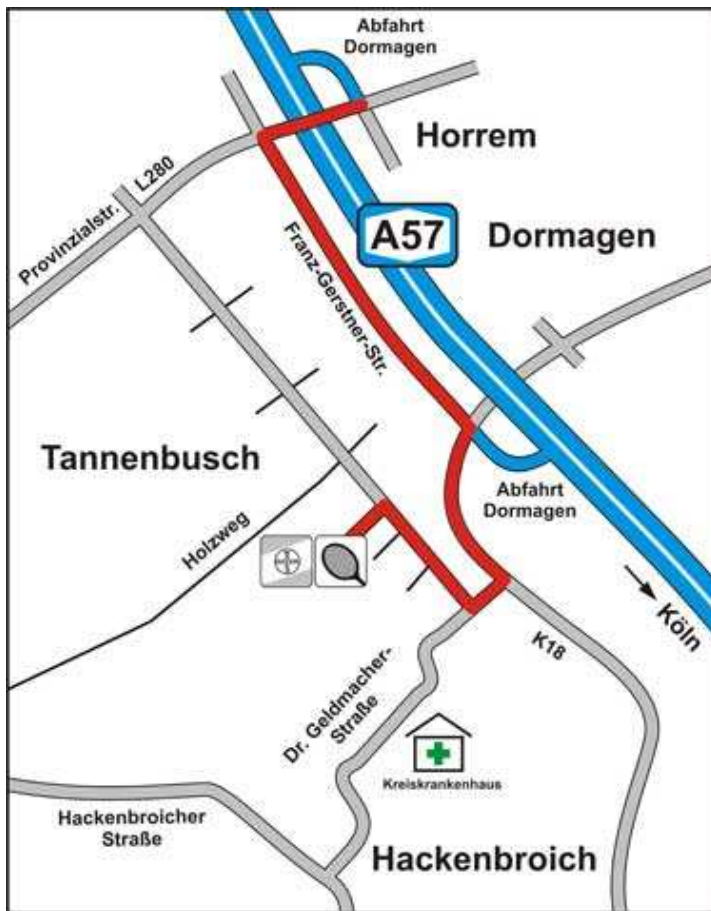 Abfahrt
Dormagen
Horrem
L280
Provinzialstr.
A57
Dormagen
Franz-Gerstner-Str.
Tannenbusch
Abfahrt
Dormagen
Holzweg
Köln
K18
Dr. Geldmacher-
Straße
Kreiskrankenhaus
Hackenbroicher
Straße
Hackenbroich